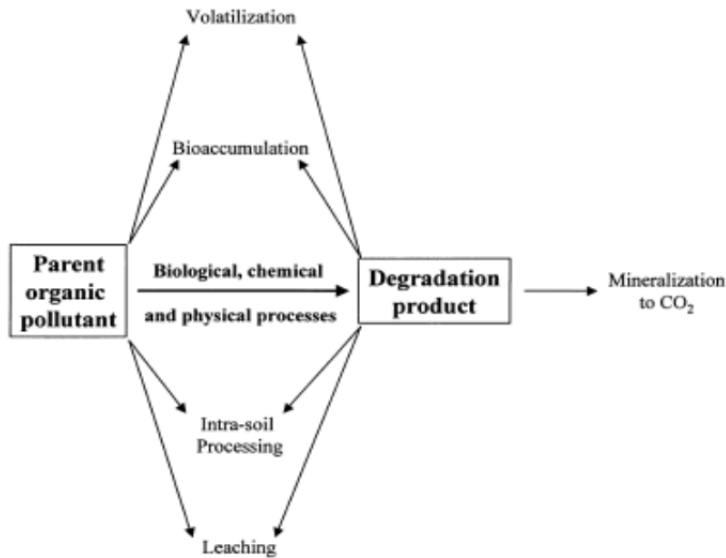 Volatilization
Bioaccumulation
Parent
organic
pollutant
Biological, chemical
and physical processes
Degradation
product
Mineralization
to CO₂
Intra-soil
Processing
Leaching